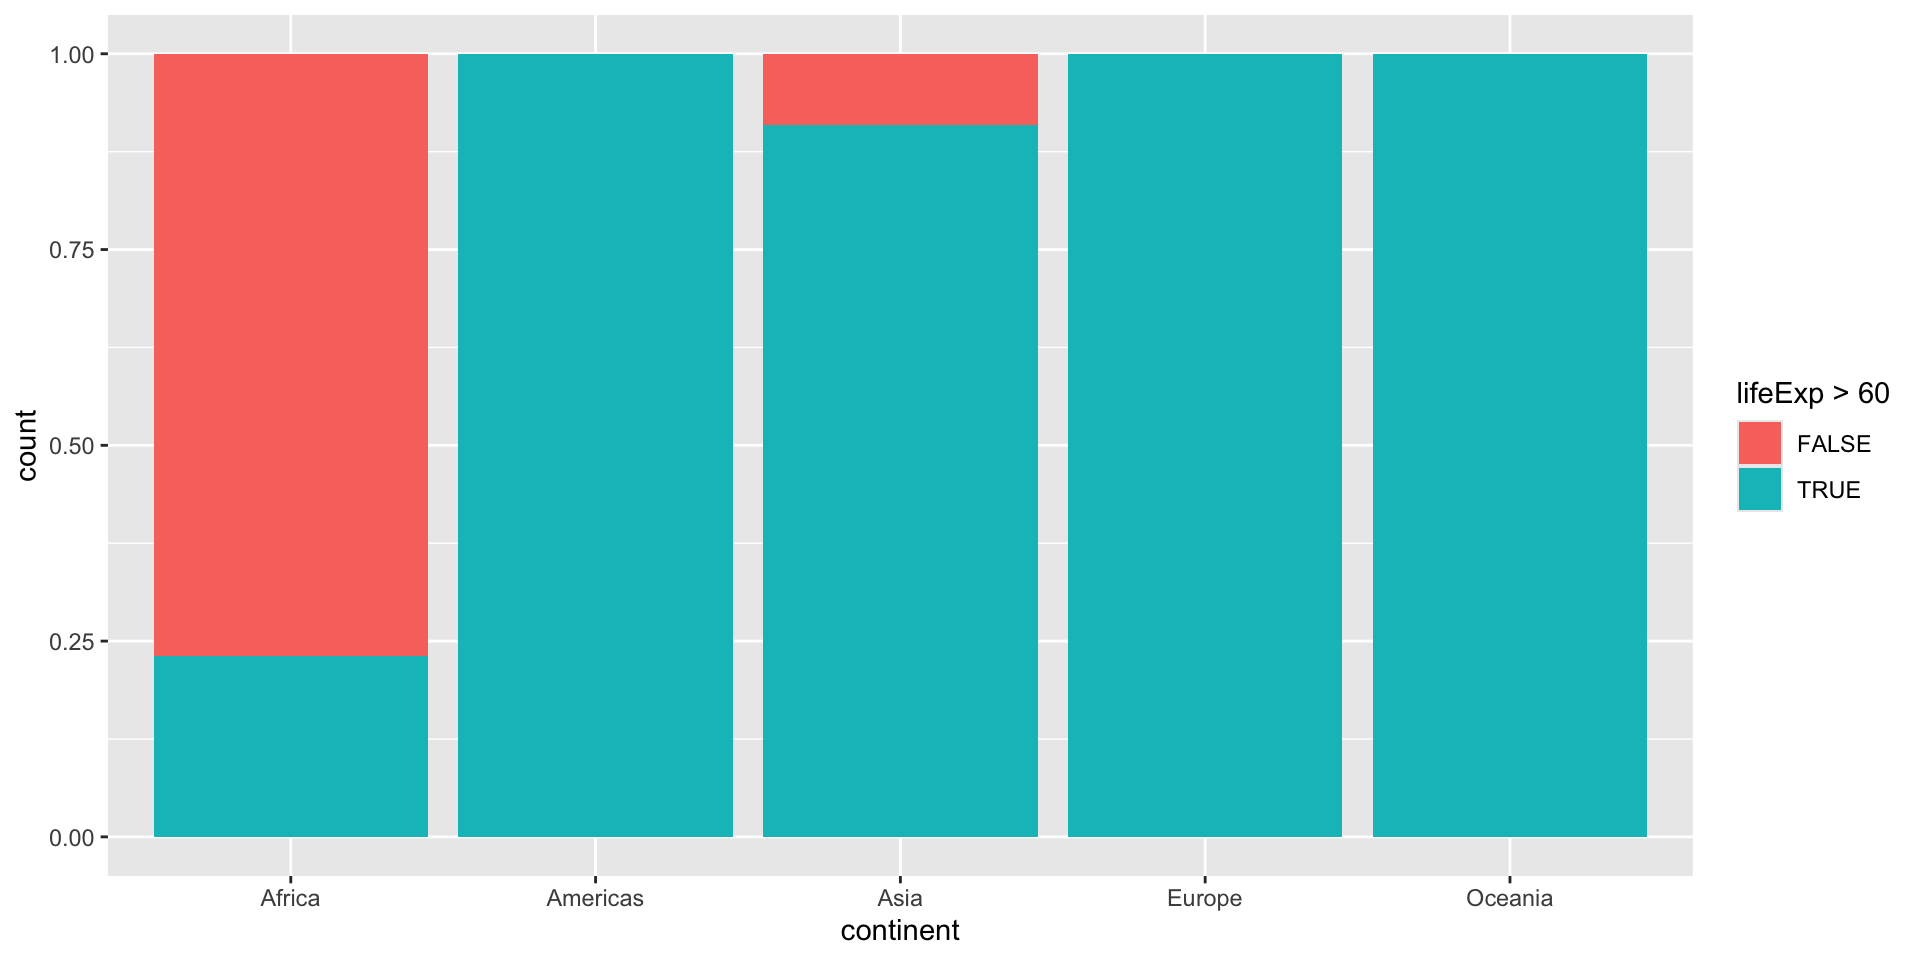 1.00
0.75
0.50
0.25
0.00
count
Africa
Americas
Asia
Europe
Oceania
continent
lifeExp > 60
FALSE
TRUE